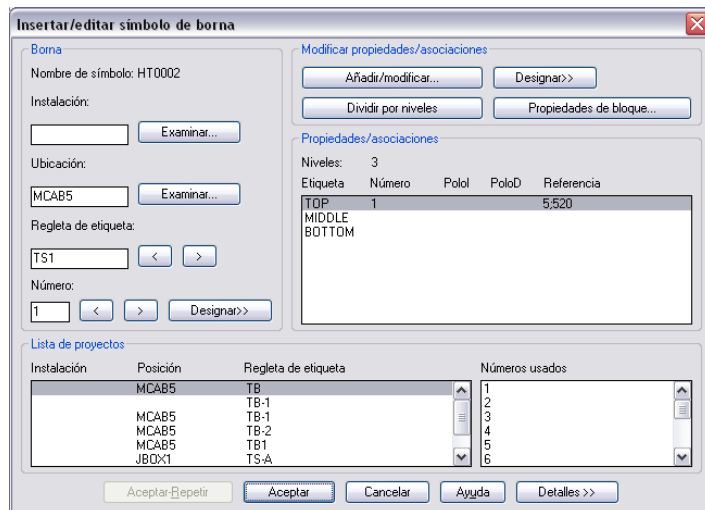 Insertar/editar símbolo de borna
Borna
Nombre de símbolo: HT0002
Instalación:
Examinar...
Ubicación:
MCAB5
Examinar...
Regleta de etiqueta:
TS1
<
>
Número:
1
<
>
Designar>>
Modificar propiedades/asociaciones
Añadir/modificar...
Designar>>
Dividir por niveles
Propiedades de bloque...
Propiedades/asociaciones
Niveles: 3
Etiqueta Número PoloI PoloD Referencia
TOP 1 5;520
MIDDLE
BOTTOM
Lista de proyectos
Instalación Posición Regleta de etiqueta
MCAB5 TB
TB-1
MCAB5 TB-1
MCAB5 TB-2
MCAB5 TB1
JBOX1 TS-A
Números usados
1
2
3
4
5
6
Aceptar-Repetir
Aceptar
Cancelar
Ayuda
Detalles >>